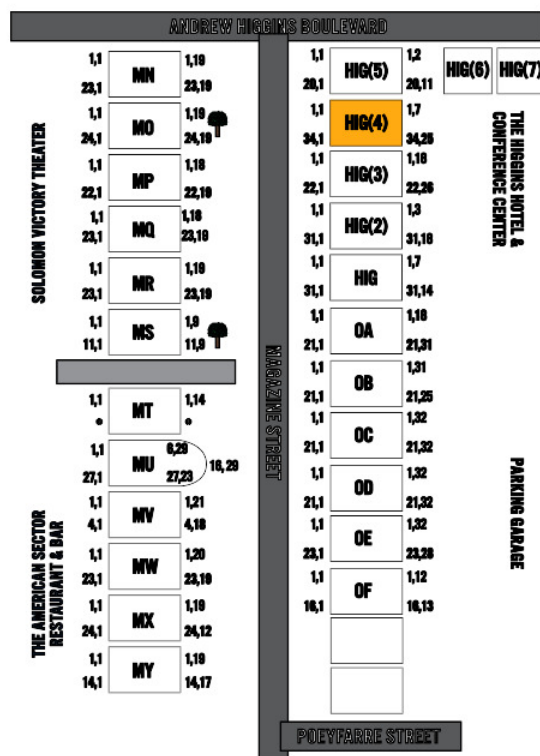 ANDREW HIGGINS BOULEVARD
1,1 MN 1,19
23,1 23,19
1,1 MO 1,19
24,1 24,19
1,1 MP 1,18
22,1 22,19
1,1 MQ 1,18
23,1 23,19
1,1 MR 1,19
23,1 23,19
1,1 MS 1,9
11,1 11,9
1,1 MT 1,14
1,1 MU 6,29
27,1 27,23
16,29
1,1 MV 1,21
4,1 4,18
1,1 MW 1,20
23,1 23,19
1,1 MX 1,19
24,1 24,12
1,1 MY 1,19
14,1 14,17
SOLOMON VICTORY THEATER
THE AMERICAN SECTOR
RESTAURANT & BAR
MAGAZINE STREET
1,1 HIG(5) 1,2
20,1 20,11
HIG(6)
HIG(7)
1,1 HIG(4) 1,7
34,1 34,25
1,1 HIG(3) 1,16
22,1 22,26
1,1 HIG(2) 1,3
31,1 31,16
1,1 HIG 1,7
31,1 31,14
1,1 OA 1,18
21,1 21,31
1,1 OB 1,31
21,1 21,25
1,1 OC 1,32
21,1 21,32
1,1 OD 1,32
21,1 21,32
1,1 OE 1,32
23,1 23,28
1,1 OF 1,12
16,1 16,13
THE HIGGINS HOTEL &
CONFERENCE CENTER
PARKING GARAGE
POEYFARRE STREET